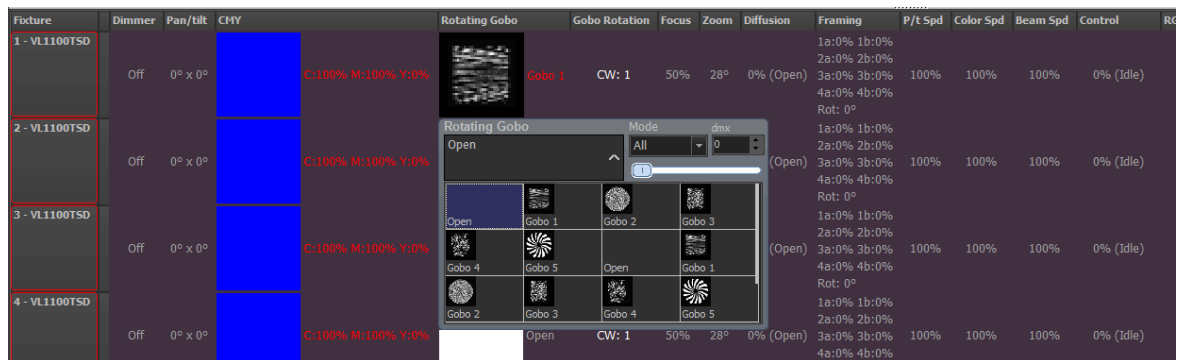 Fixture Dimmer Pan/tilt CMY Rotating Gobo Gobo Rotation Focus Zoom Diffusion Framing P/t Spd Color Spd Beam Spd Control RG
1 - VL1100TSD
1a:0% 1b:0%
2a:0% 2b:0%
Off 0° x 0° C:100% M:100% Y:0% Gobo 1 CW: 1 50% 28° 0% (Open) 3a:0% 3b:0% 100% 100% 100% 0% (Idle)
4a:0% 4b:0%
Rot: 0°
2 - VL1100TSD
Rotating Gobo Mode dmx
1a:0% 1b:0%
Open All 0
2a:0% 2b:0%
Off 0° x 0° C:100% M:100% Y:0% (Open) 3a:0% 3b:0% 100% 100% 100% 0% (Idle)
4a:0% 4b:0%
Rot: 0°
Open Gobo 1 Gobo 2 Gobo 3
3 - VL1100TSD
1a:0% 1b:0%
2a:0% 2b:0%
Off 0° x 0° C:100% M:100% Y:0% (Open) 3a:0% 3b:0% 100% 100% 100% 0% (Idle)
4a:0% 4b:0%
Rot: 0°
Gobo 4 Gobo 5 Open Gobo 1
4 - VL1100TSD
1a:0% 1b:0%
Gobo 2 Gobo 3 Gobo 4 Gobo 5
2a:0% 2b:0%
Off 0° x 0° C:100% M:100% Y:0% Open CW: 1 50% 28° 0% (Open) 3a:0% 3b:0% 100% 100% 100% 0% (Idle)
4a:0% 4b:0%